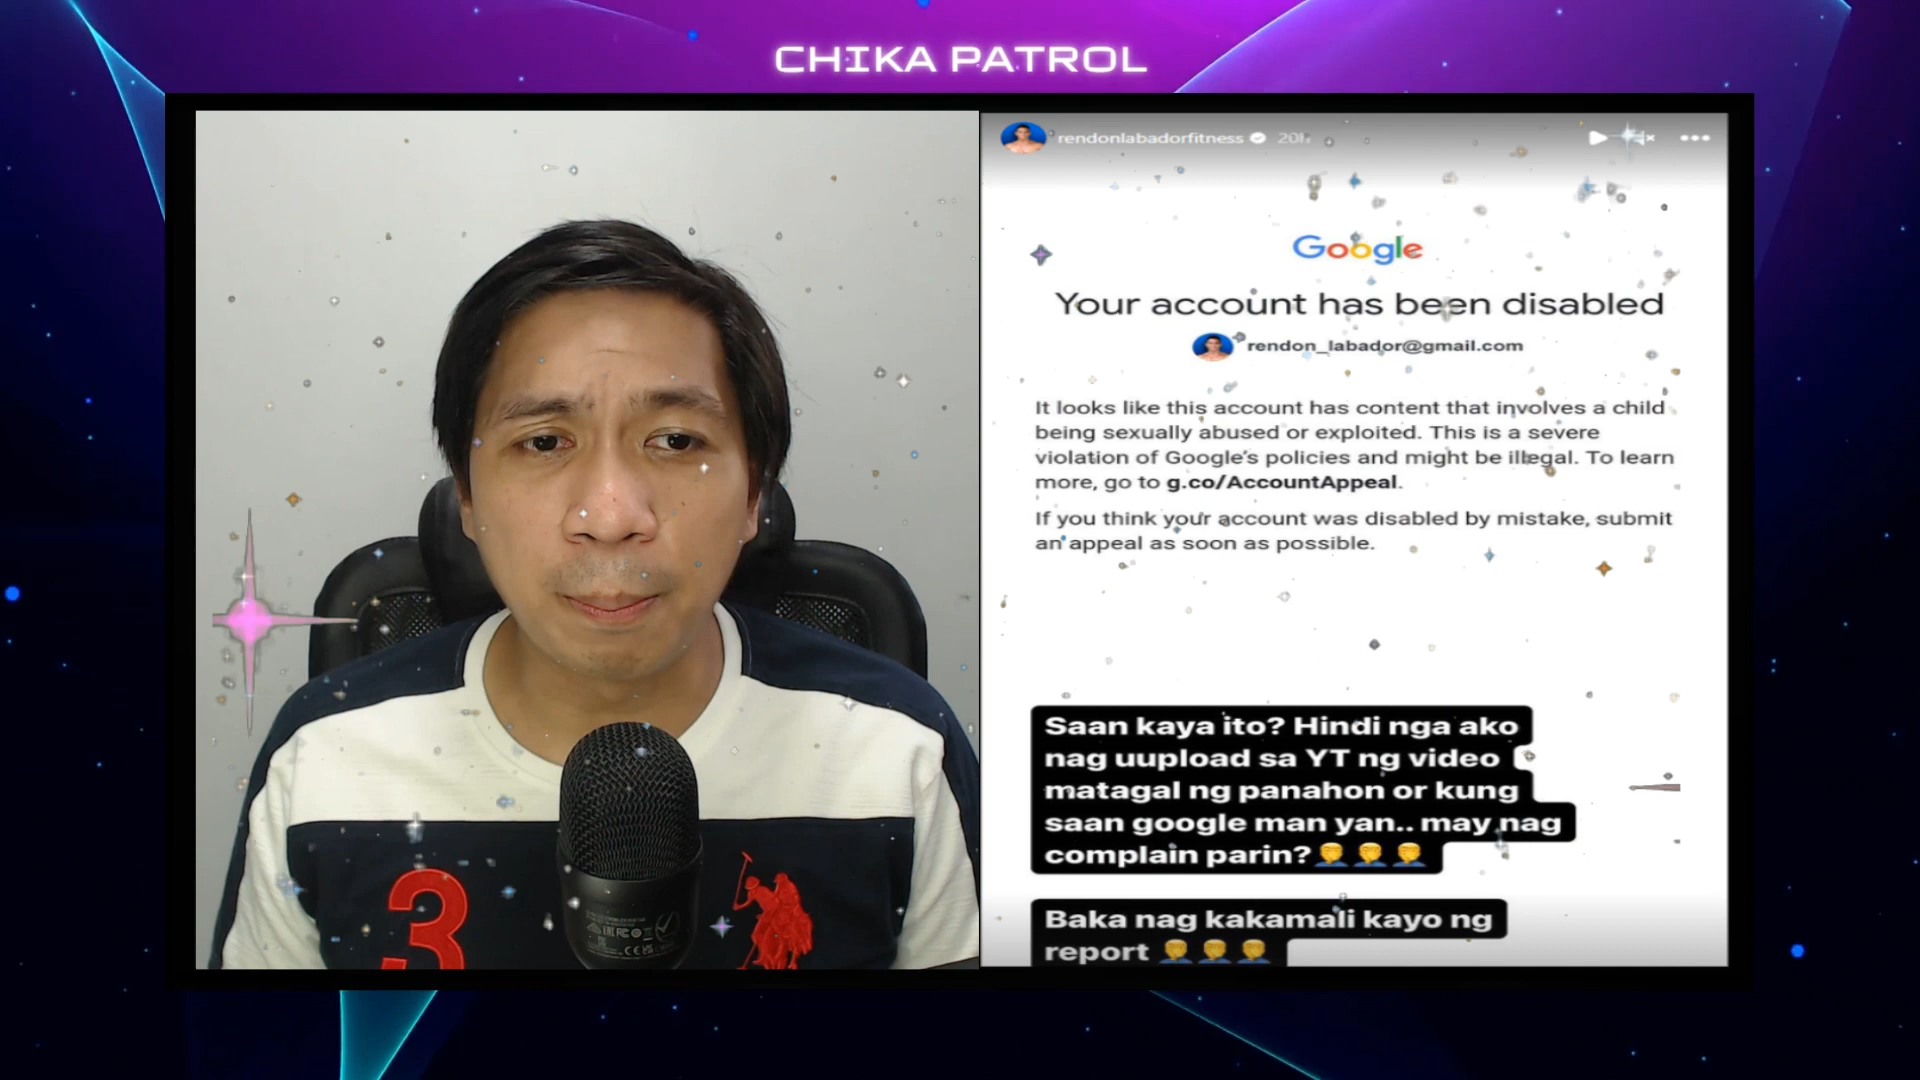 CHIKA PATROL
rendonlabadorfitness 20h
Google
Your account has been disabled
rendon_labador@gmail.com
It looks like this account has content that involves a child
being sexually abused or exploited. This is a severe
violation of Google's policies and might be illegal. To learn
more, go to g.co/AccountAppeal.
If you think your account was disabled by mistake, submit
an appeal as soon as possible.
Saan kaya ito? Hindi nga ako
nag uupload sa YT ng video
matagal ng panahon or kung
saan google man yan.. may nag
complain parin?🤦‍♂️🤦‍♂️🤦‍♂️
Baka nag kakamali kayo ng
report 🤦‍♂️🤦‍♂️🤦‍♂️
3